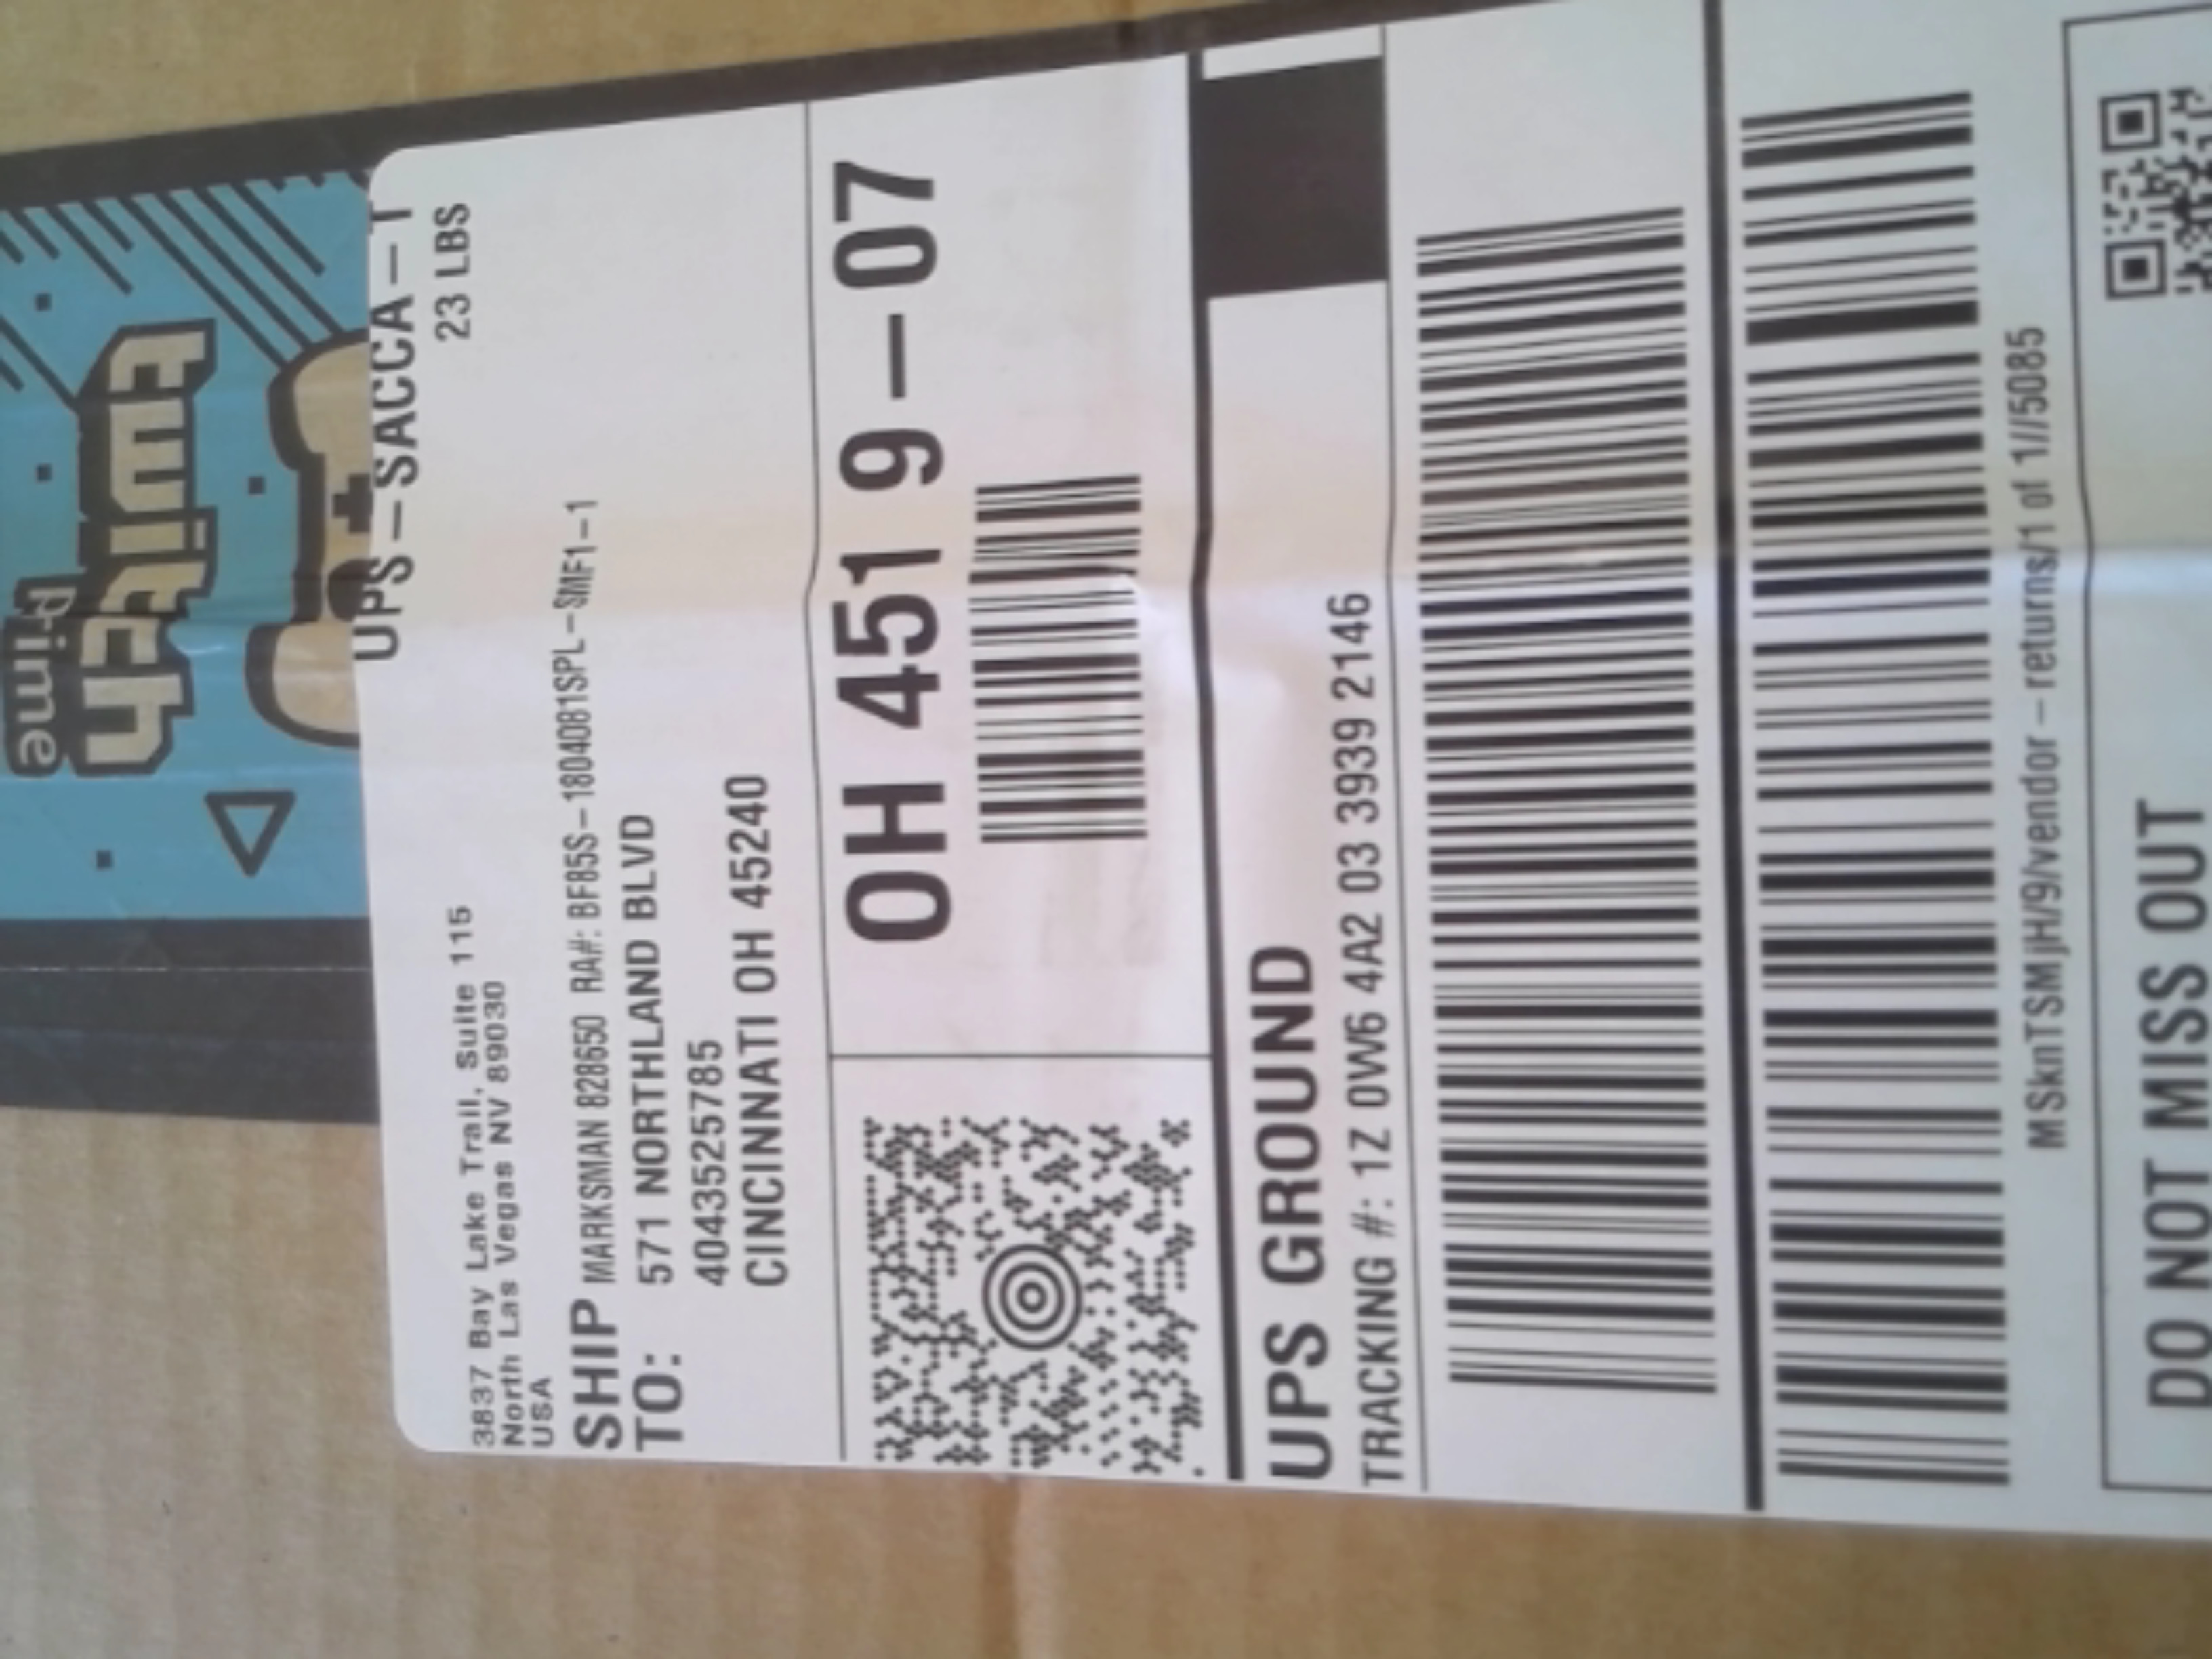 prime
twitch
UPS-SACCA-T
23 LBS
3837 Bay Lake Trail, Suite 115
North Las Vegas NV 89030
USA
SHIP TO:
MARKSMAN 828650 RA#: BF85S-1804081SPL-SMF1-1
571 NORTHLAND BLVD
4043525785
CINCINNATI OH 45240
OH 451 9-07
UPS GROUND
TRACKING #: 1Z 0W6 4A2 03 3939 2146
MSknTSMjH/9/vendor-returns/1 of 1//5085
DO NOT MISS OUT